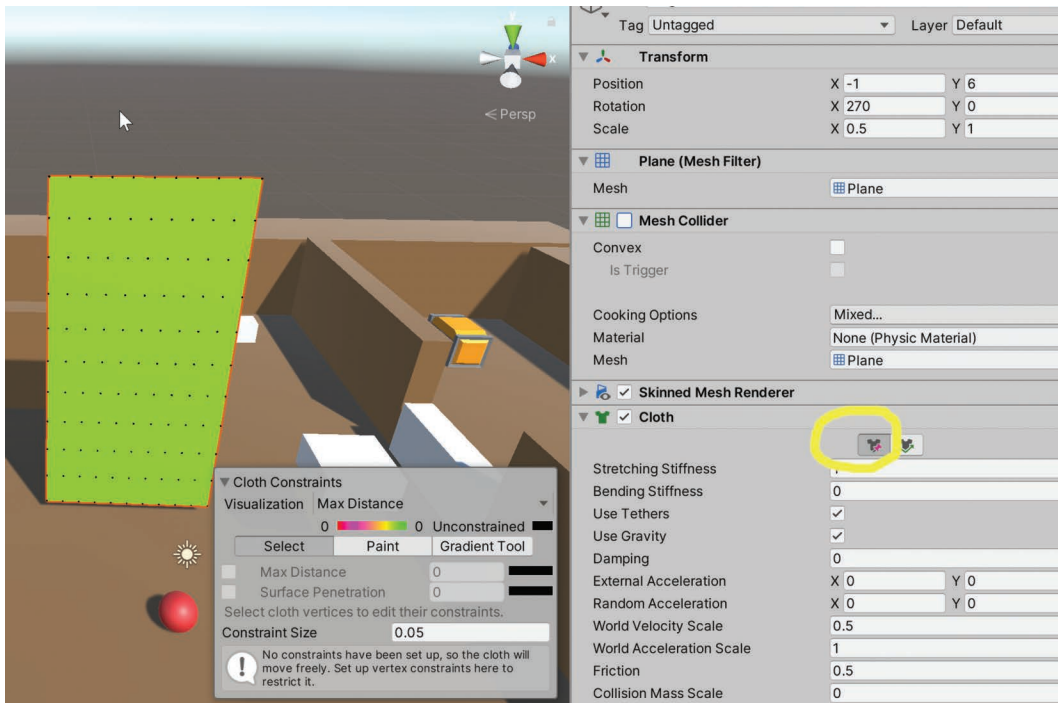 Tag Untagged Layer Default
Transform
Position X -1 Y 6
Rotation X 270 Y 0
Scale X 0.5 Y 1
Plane (Mesh Filter)
Mesh Plane
Mesh Collider
Convex
Is Trigger
Cooking Options Mixed...
Material None (Physic Material)
Mesh Plane
Skinned Mesh Renderer
Cloth
Stretching Stiffness
Bending Stiffness 0
Use Tethers
Use Gravity
Damping 0
External Acceleration X 0 Y 0
Random Acceleration X 0 Y 0
World Velocity Scale 0.5
World Acceleration Scale 1
Friction 0.5
Collision Mass Scale 0
y
x
Persp
Cloth Constraints
Visualization Max Distance
0 0 Unconstrained
Select Paint Gradient Tool
Max Distance 0
Surface Penetration 0
Select cloth vertices to edit their constraints.
Constraint Size 0.05
No constraints have been set up, so the cloth will
move freely. Set up vertex constraints here to
restrict it.